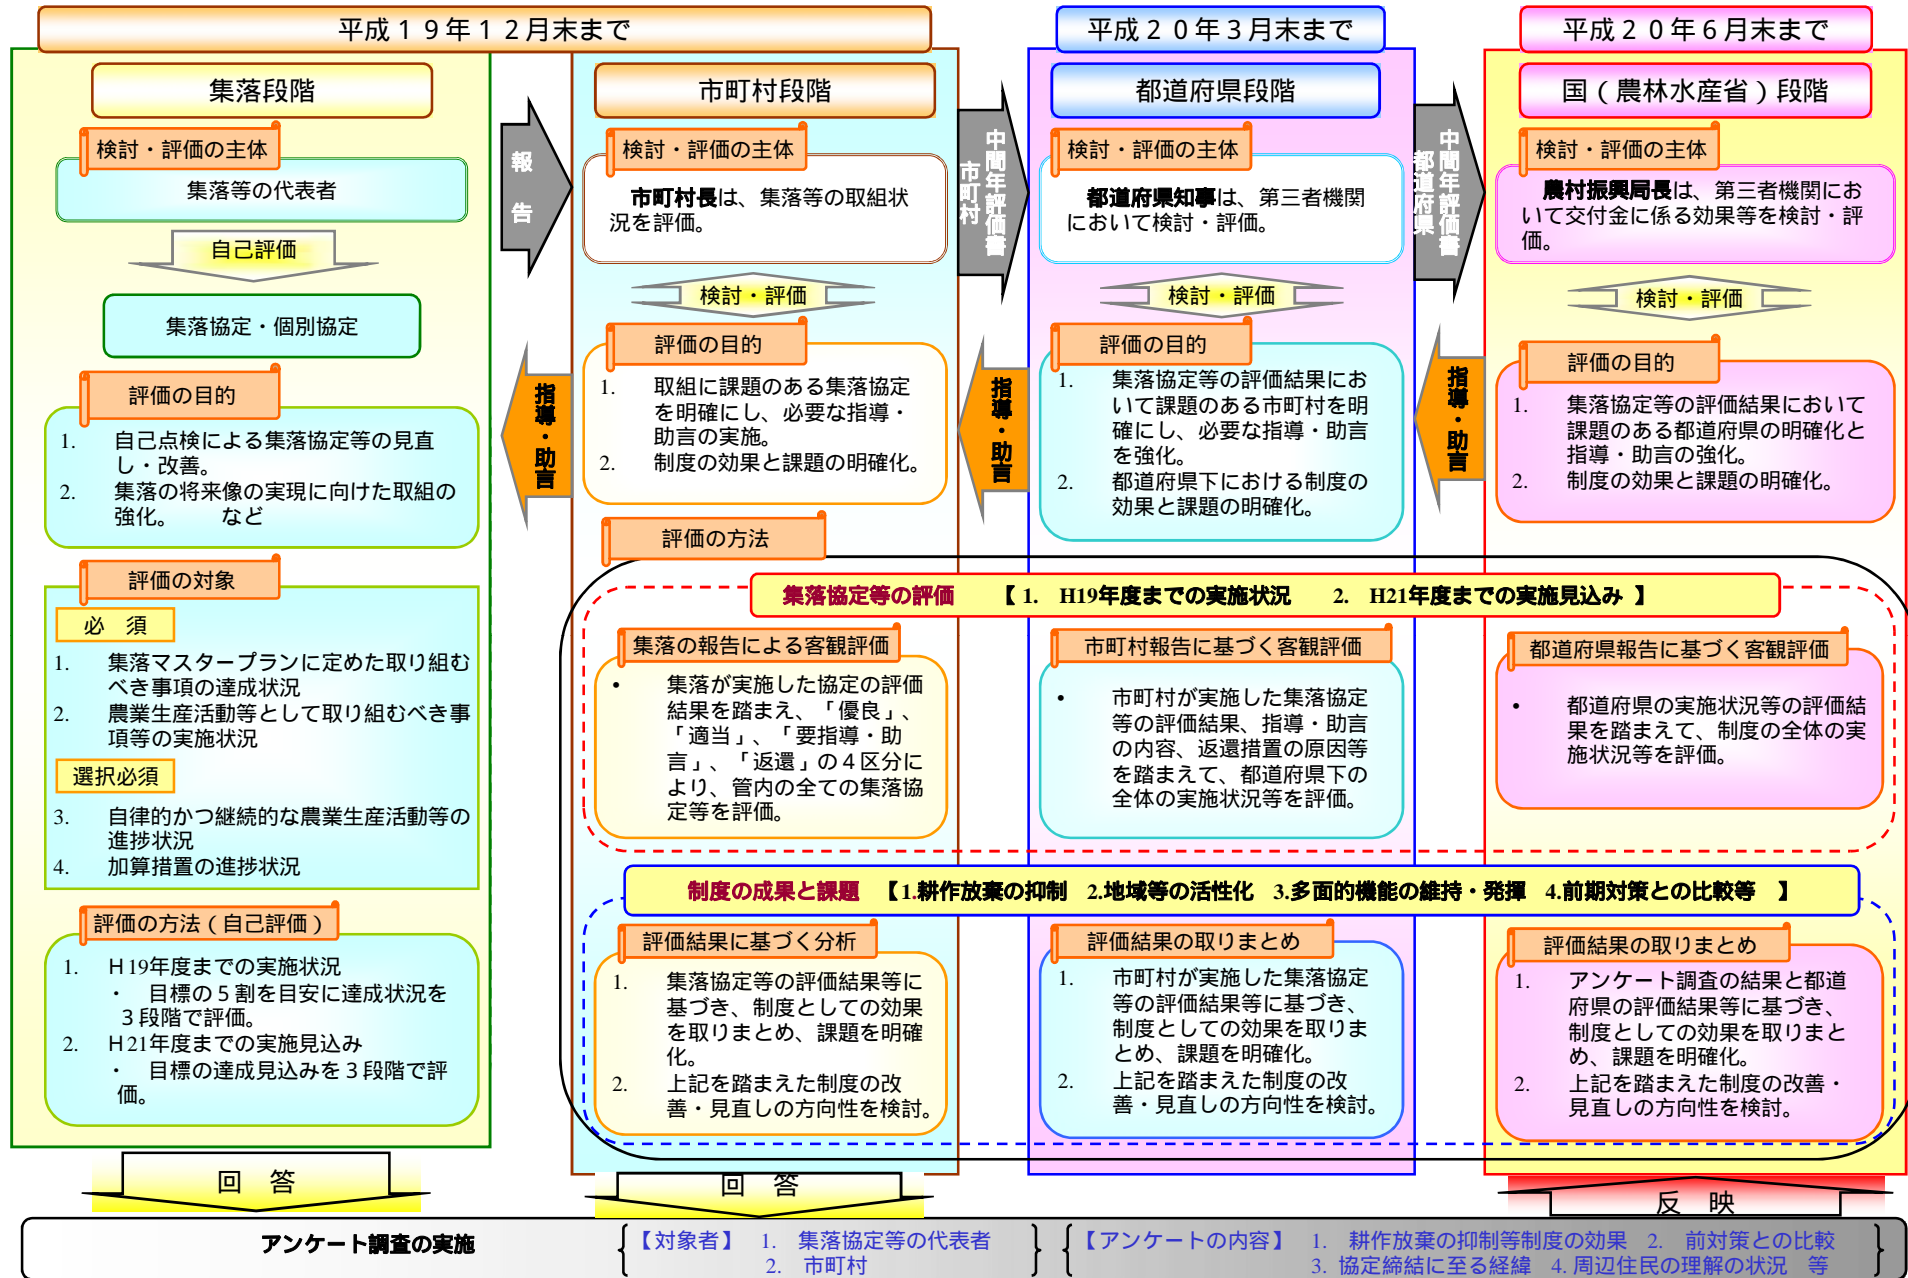 平成１９年１２月末まで
平成２０年３月末まで
平成２０年６月末まで
集落段階
検討・評価の主体
集落等の代表者
自己評価
集落協定・個別協定
評価の目的
1. 自己点検による集落協定等の見直
し・改善。
2. 集落の将来像の実現に向けた取組の
強化。 など
評価の対象
必 須
1. 集落マスタープランに定めた取り組む
べき事項の達成状況
2. 農業生産活動等として取り組むべき事
項等の実施状況
選択必須
3. 自律的かつ継続的な農業生産活動等の
進捗状況
4. 加算措置の進捗状況
評価の方法（自己評価）
1. Ｈ19年度までの実施状況
・ 目標の５割を目安に達成状況を
３段階で評価。
2. Ｈ21年度までの実施見込み
・ 目標の達成見込みを３段階で評
価。
回 答
報 告
指導・助言
市町村段階
検討・評価の主体
市町村長は、集落等の取組状
況を評価。
検討・評価
評価の目的
1. 取組に課題のある集落協定
を明確にし、必要な指導・
助言の実施。
2. 制度の効果と課題の明確化。
市町村
中間年評価書
指導・助言
都道府県段階
検討・評価の主体
都道府県知事は、第三者機関
において検討・評価。
検討・評価
評価の目的
1. 集落協定等の評価結果にお
いて課題のある市町村を明
確にし、必要な指導・助言
を強化。
2. 都道府県下における制度の
効果と課題の明確化。
都道府県
中間年評価書
指導・助言
国（農林水産省）段階
検討・評価の主体
農村振興局長は、第三者機関にお
いて交付金に係る効果等を検討・評
価。
検討・評価
評価の目的
1. 集落協定等の評価結果において
課題のある都道府県の明確化と
指導・助言の強化。
2. 制度の効果と課題の明確化。
評価の方法
集落協定等の評価 【 1. H19年度までの実施状況 2. H21年度までの実施見込み 】
集落の報告による客観評価
• 集落が実施した協定の評価
結果を踏まえ、「優良」、
「適当」、「要指導・助
言」、「返還」の４区分に
より、管内の全ての集落協
定等を評価。
市町村報告に基づく客観評価
• 市町村が実施した集落協定
等の評価結果、指導・助言
の内容、返還措置の原因等
を踏まえて、都道府県下の
全体の実施状況等を評価。
都道府県報告に基づく客観評価
• 都道府県の実施状況等の評価結
果を踏まえて、制度の全体の実
施状況等を評価。
制度の成果と課題 【1.耕作放棄の抑制 2.地域等の活性化 3.多面的機能の維持・発揮 4.前期対策との比較等 】
評価結果に基づく分析
1. 集落協定等の評価結果等に
基づき、制度としての効果
を取りまとめ、課題を明確
化。
2. 上記を踏まえた制度の改
善・見直しの方向性を検討。
評価結果の取りまとめ
1. 市町村が実施した集落協定
等の評価結果等に基づき、
制度としての効果を取りま
とめ、課題を明確化。
2. 上記を踏まえた制度の改
善・見直しの方向性を検討。
評価結果の取りまとめ
1. アンケート調査の結果と都道
府県の評価結果等に基づき、
制度としての効果を取りまと
め、課題を明確化。
2. 上記を踏まえた制度の改善・
見直しの方向性を検討。
回 答
反 映
アンケート調査の実施
【対象者】 1. 集落協定等の代表者
2. 市町村
【アンケートの内容】 1. 耕作放棄の抑制等制度の効果 2. 前対策との比較
3. 協定締結に至る経緯 4. 周辺住民の理解の状況 等